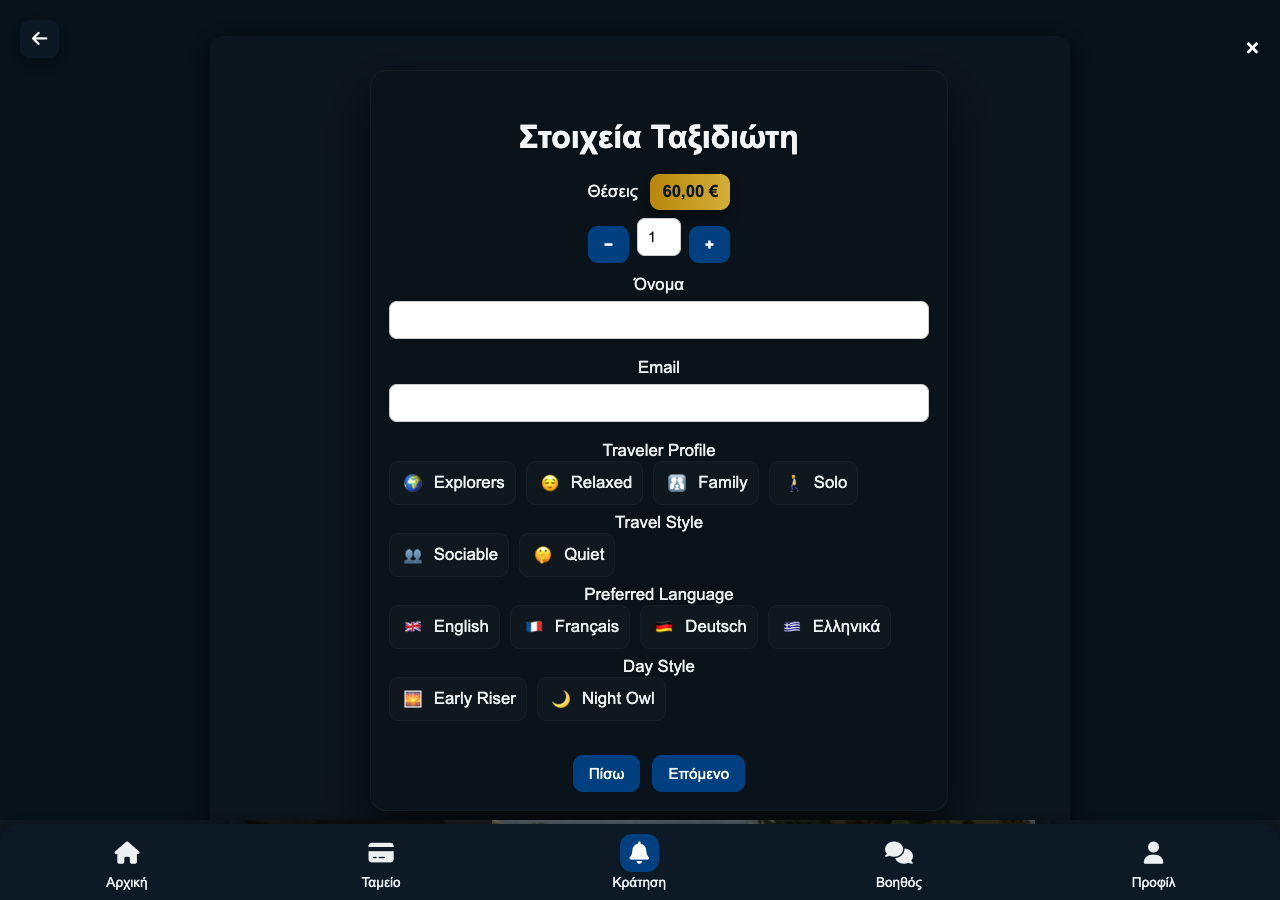 Στοιχεία Ταξιδιώτη
Θέσεις 60,00 €
− 1 +
Όνομα
Email
Traveler Profile
Explorers Relaxed Family Solo
Travel Style
Sociable Quiet
Preferred Language
English Français Deutsch Ελληνικά
Day Style
Early Riser Night Owl
Πίσω Επόμενο
Αρχική Ταμείο Κράτηση Βοηθός Προφίλ